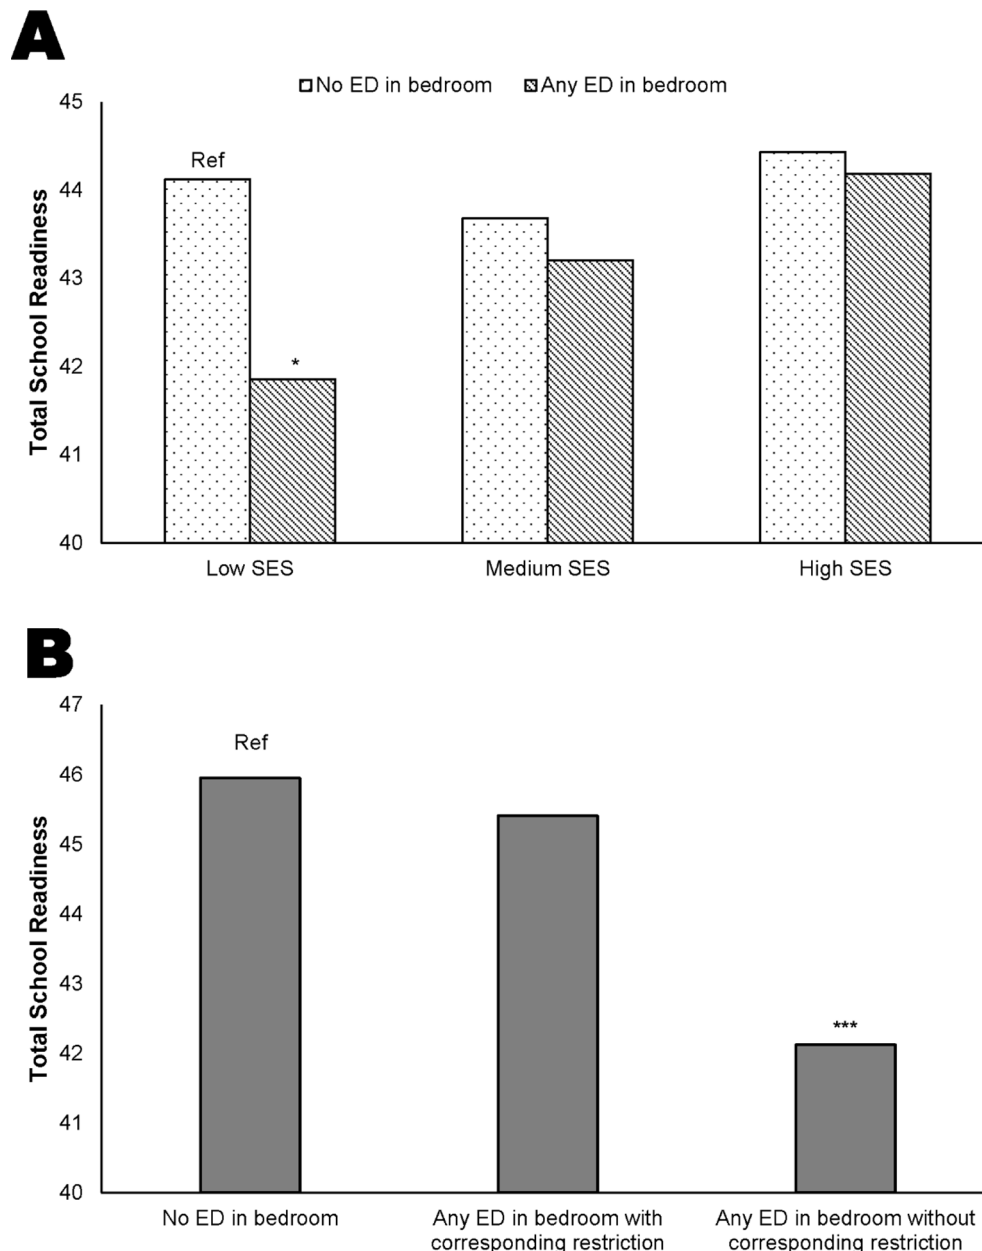 A
No ED in bedroom Any ED in bedroom
45
44
43
42
41
40
Total School Readiness
Ref
*
Low SES Medium SES High SES
B
47
46
45
44
43
42
41
40
Total School Readiness
Ref
***
No ED in bedroom
Any ED in bedroom with
corresponding restriction
Any ED in bedroom without
corresponding restriction